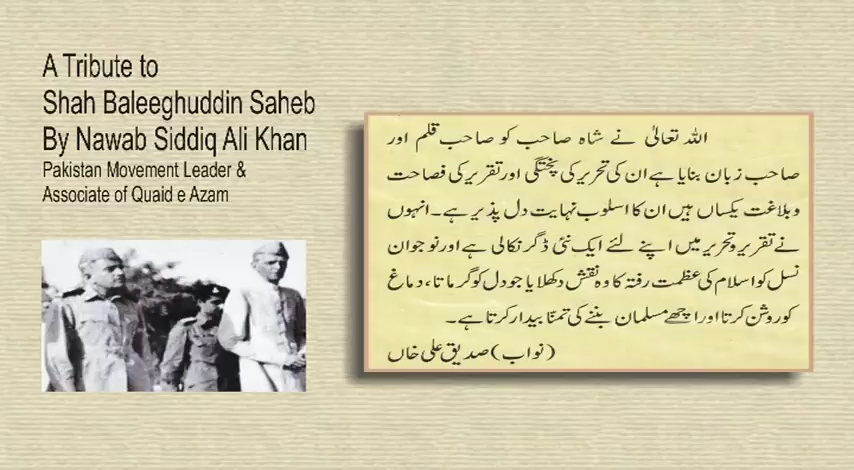 A Tribute to
Shah Baleeghuddin Saheb
By Nawab Siddiq Ali Khan
Pakistan Movement Leader &
Associate of Quaid e Azam
اللہ تعالیٰ نے شاہ صاحب کو صاحب قلم اور
صاحب زبان بنایا ہے ان کی تحریر کی پختگی اور تقریر کی فصاحت
و بلاغت یکساں ہیں ان کا اسلوب نہایت دل پذیر ہے۔ انہوں
نے تقریر و تحریر میں اپنے لئے ایک نئی ڈگر نکالی ہے اور نوجوان
نسل کو اسلام کی عظمت رفتہ کا وہ نقش دکھلایا جو دل کو گرماتا، دماغ
کو روشن کرتا اور اچھے مسلمان بننے کی تمنّا بیدار کرتا ہے۔
(نواب) صدیق علی خاں